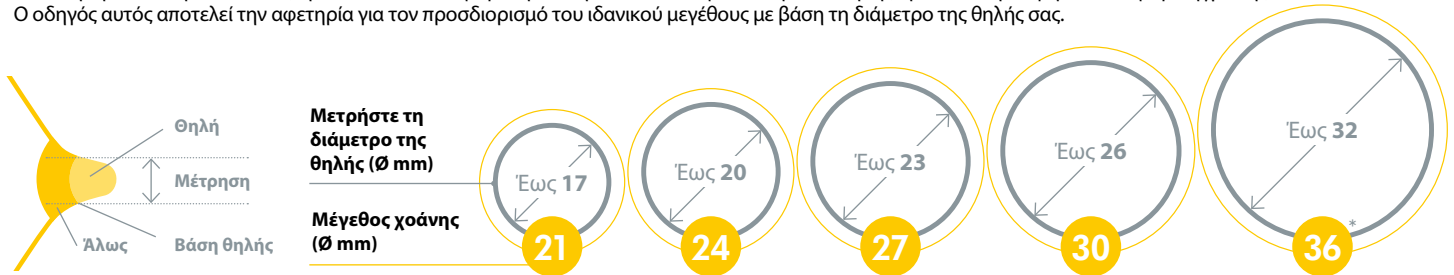 Ο οδηγός αυτός αποτελεί την αφετηρία για τον προσδιορισμό του ιδανικού μεγέθους με βάση τη διάμετρο της θηλής σας.
Θηλή
Μέτρηση
Άλως
Βάση θηλής
Μετρήστε τη
διάμετρο της
θηλής (Ø mm)
Μέγεθος χοάνης
(Ø mm)
Έως 17
21
Έως 20
24
Έως 23
27
Έως 26
30
Έως 32
36*